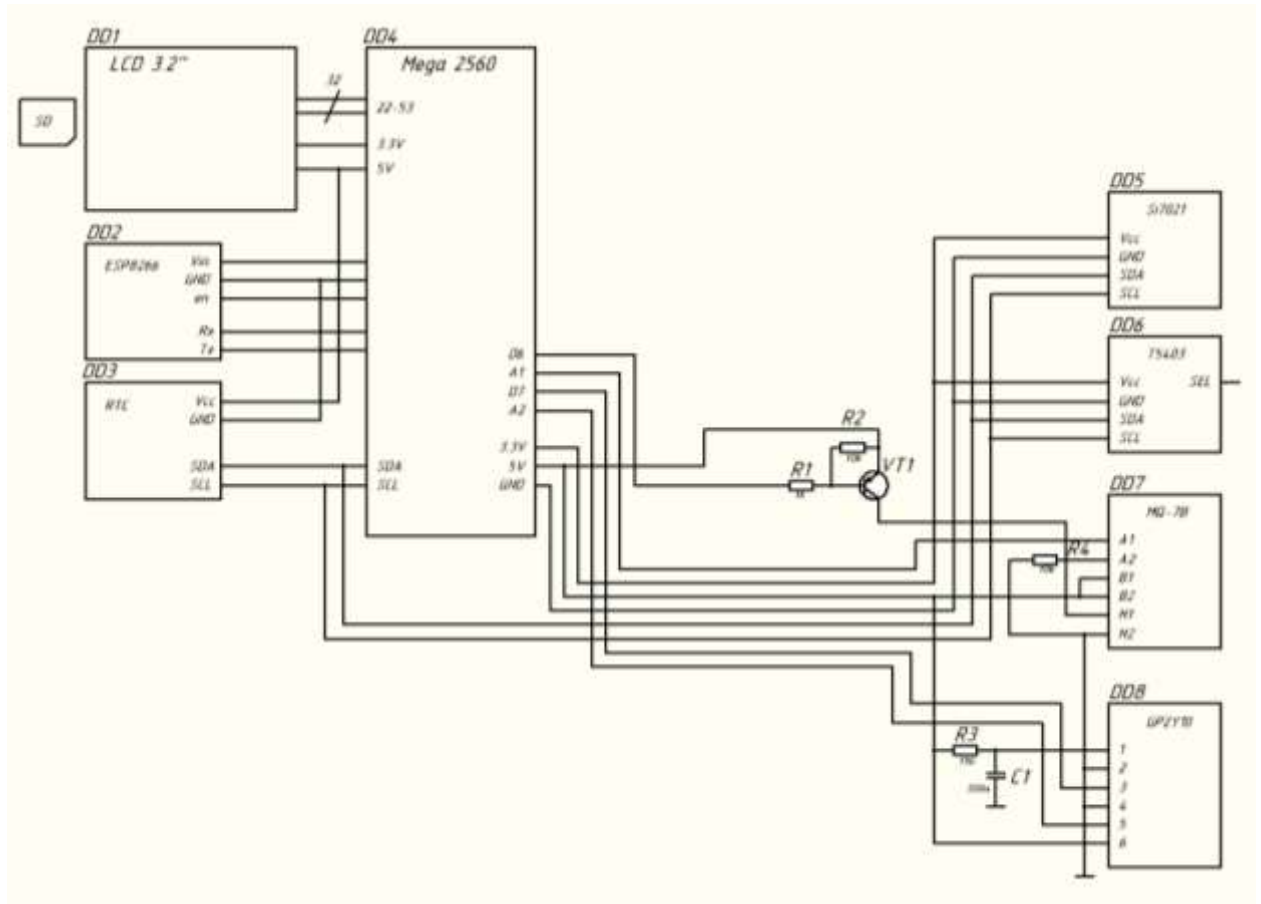 DD1
LCD 3.2"
SD
32
DD4
Mega 2560
22-53
3.3V
5V
DD2
ESP8266
Vcc
GND
en
Rx
Tx
DD3
RTC
Vcc
GND
SDA
SCL
SDA
SCL
D6
A1
D7
A2
3.3V
5V
GND
R1
R2
10k
VT1
DD5
Si7021
Vcc
GND
SDA
SCL
DD6
T5403
Vcc
SEL
GND
SDA
SCL
DD7
MQ-7B
A1
R4
A2
B1
B2
H1
H2
DD8
GP2Y10
R3
C1
1
2
3
4
5
6